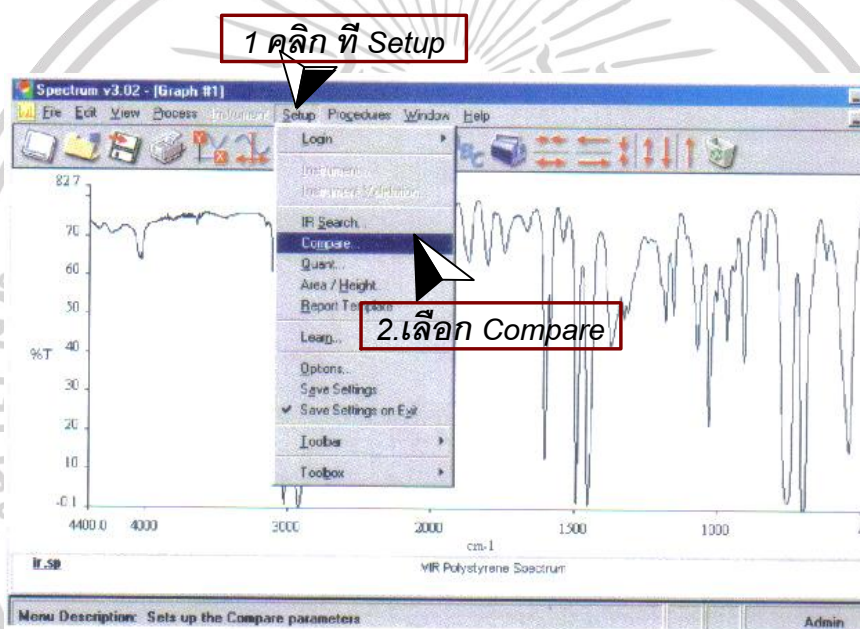 1 คลิก ที Setup
Spectrum v3.02 - [Graph #1]
File Edit View Process Instrument Setup Procedures Window Help
Login
Instrument
Instrument Validation
IR Search...
Compare...
Quant...
Area / Height
Report Template
2.เลือก Compare
Learn...
Options...
Save Settings
Save Settings on Exit
Toolbar
Toolbox
82.7
70
60
50
%T 40
30
20
10
-0.1
4400.0 4000 3000 2000 1500 1000
cm-1
ir.sp
VIR Polystyrene Spectrum
Menu Description: Sets up the Compare parameters
Admin